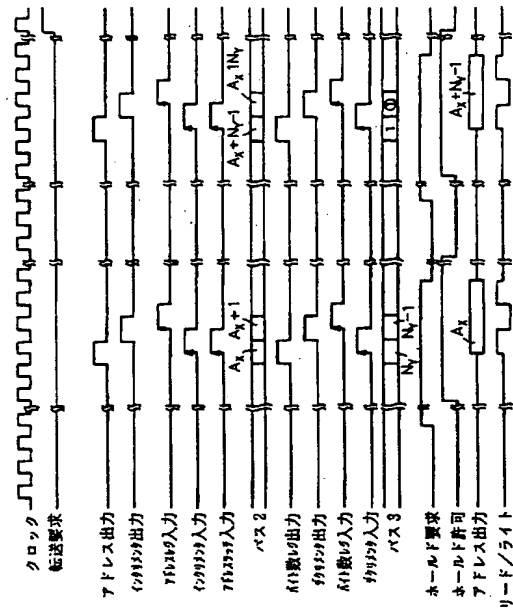 クロック
転送要求
アドレス出力
インクリメント出力
アドレスレジ入力
インクリメント入力
アドレスラッチ入力
バス2
AX
AX+1
AX+NY-1
AX1NY
バイト数レジ出力
デクリメント出力
バイト数レジ入力
デクリメント入力
バス3
NY
NY-1
1
0
ホールド要求
ホールド許可
アドレス出力
AX
AX+NY-1
リード/ライト